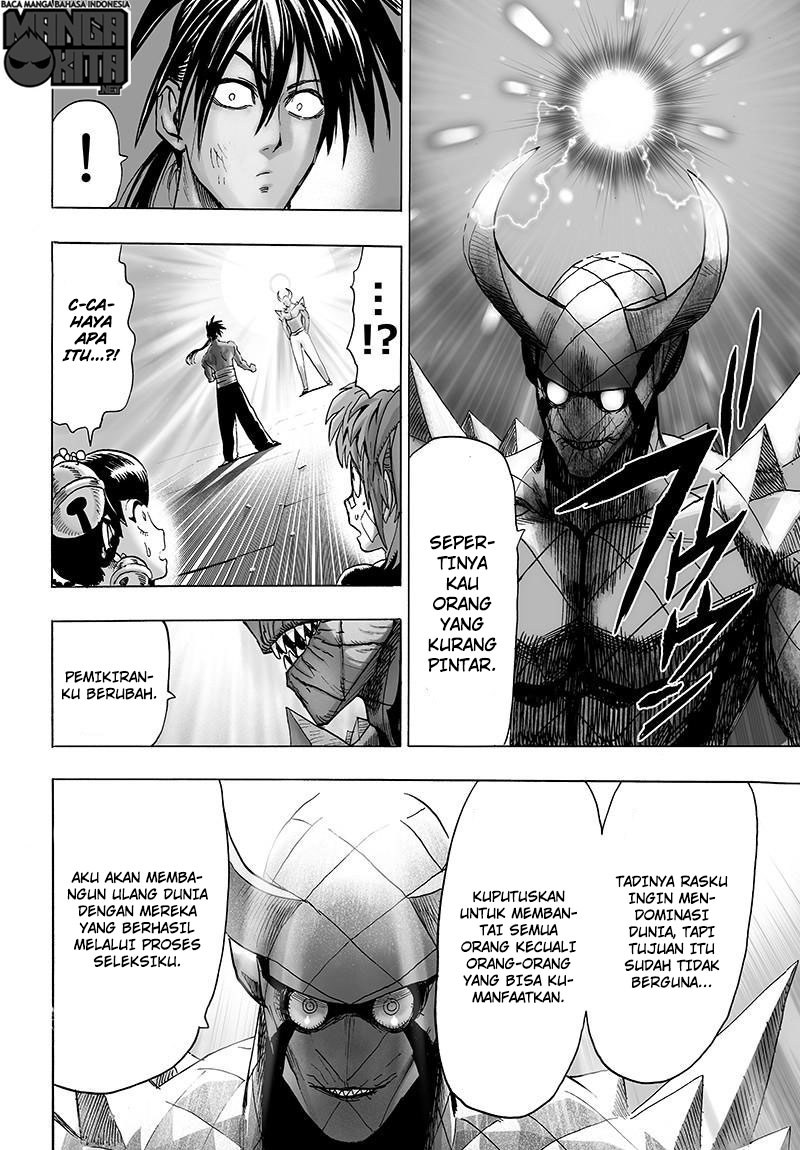 BACA MANGA BAHASA INDONESIA
MANGA
KITA
.NET
SEPER-
TINYA
KAU
ORANG
YANG
KURANG
PINTAR.
!
...
!?
C-CA-
HAYA
APA
ITU...?!
PEMIKIRAN-
KU BERUBAH.
TADINYA RASKU
INGIN MEN-
DOMINASI
DUNIA, TAPI
TUJUAN ITU
SUDAH TIDAK
BERGUNA...
KUPUTUSKAN
UNTUK MEMBAN-
TAI SEMUA
ORANG KECUALI
ORANG-ORANG
YANG BISA KU-
MANFAATKAN.
AKU AKAN MEMBA-
NGUN ULANG DUNIA
DENGAN MEREKA
YANG BERHASIL
MELALUI PROSES
SELEKSIKU.